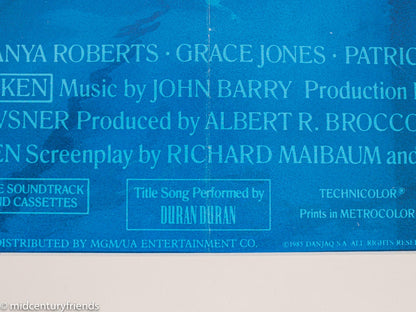 ANYA ROBERTS · GRACE JONES · PATRIC
KEN Music by JOHN BARRY Production
VSNER Produced by ALBERT R. BROCCO
EN Screenplay by RICHARD MAIBAUM and
E SOUNDTRACK
ND CASSETTES
Title Song Performed by
DURAN DURAN
TECHNICOLOR®
Prints in METROCOLOR
DISTRIBUTED BY MGM/UA ENTERTAINMENT CO.
©1985 DANJAQ S.A. ALL RIGHTS RESE
© midcenturyfriends